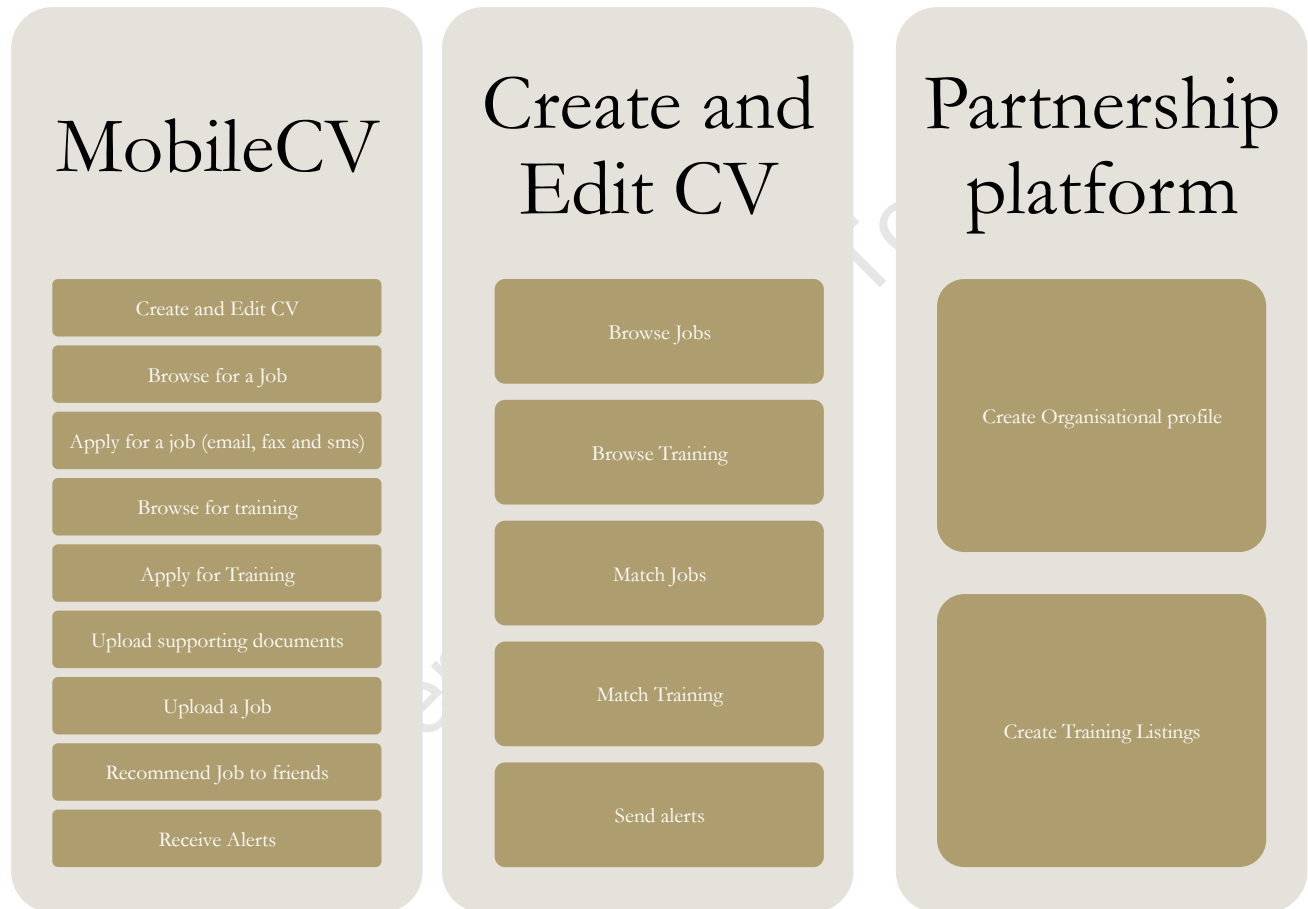 MobileCV
Create and Edit CV
Browse for a Job
Apply for a job (email, fax and sms)
Browse for training
Apply for Training
Upload supporting documents
Upload a Job
Recommend Job to friends
Receive Alerts
Create and
Edit CV
Browse Jobs
Browse Training
Match Jobs
Match Training
Send alerts
Partnership
platform
Create Organisational profile
Create Training Listings